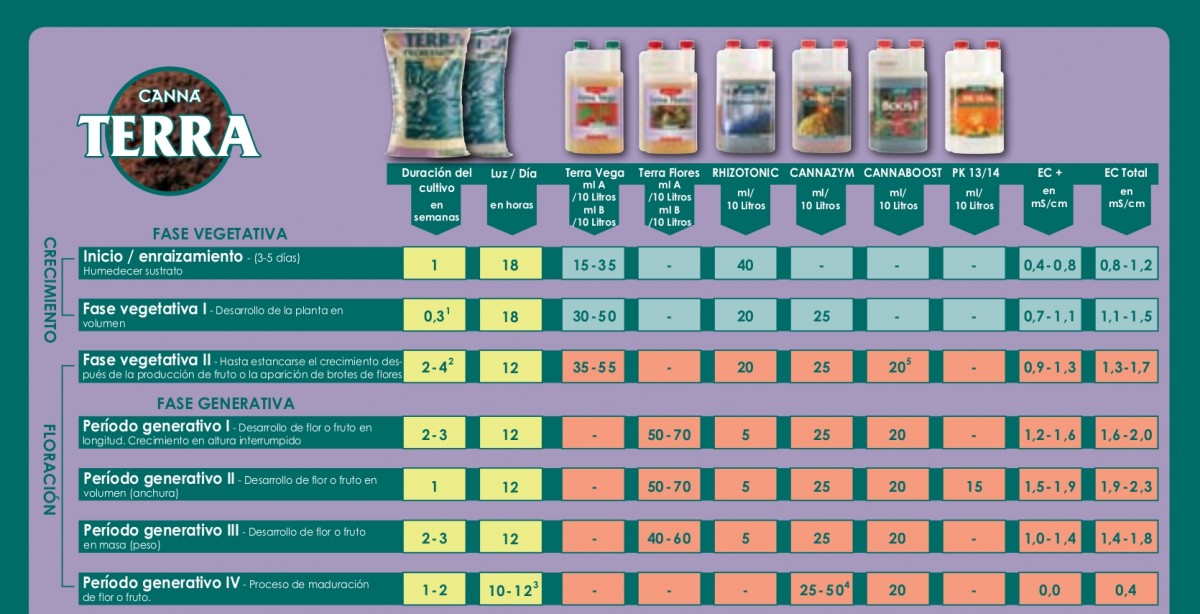 CANNA
TERRA
TERRA
BOOST
Duración del cultivo en semanas
Luz / Día en horas
Terra Vega ml A /10 Litros ml B /10 Litros
Terra Flores ml A /10 Litros ml B /10 Litros
RHIZOTONIC ml/ 10 Litros
CANNAZYM ml/ 10 Litros
CANNABOOST ml/ 10 Litros
PK 13/14 ml/ 10 Litros
EC + en mS/cm
EC Total en mS/cm
CRECIMIENTO
FASE VEGETATIVA
Inicio / enraizamiento - (3-5 días)
Humedecer sustrato
1 18 15-35 - 40 - - - 0,4-0,8 0,8-1,2
Fase vegetativa I - Desarrollo de la planta en
volumen
0,3¹ 18 30-50 - 20 25 - - 0,7-1,1 1,1-1,5
FLORACIÓN
Fase vegetativa II - Hasta estancarse el crecimiento des-
pués de la producción de fruto o la aparición de brotes de flores
2-4² 12 35-55 - 20 25 20⁵ - 0,9-1,3 1,3-1,7
FASE GENERATIVA
Período generativo I - Desarrollo de flor o fruto en
longitud. Crecimiento en altura interrumpido
2-3 12 - 50-70 5 25 20 - 1,2-1,6 1,6-2,0
Período generativo II - Desarrollo de flor o fruto en
volumen (anchura)
1 12 - 50-70 5 25 20 15 1,5-1,9 1,9-2,3
Período generativo III - Desarrollo de flor o fruto
en masa (peso)
2-3 12 - 40-60 5 25 20 - 1,0-1,4 1,4-1,8
Período generativo IV - Proceso de maduración
de flor o fruto.
1-2 10-12³ - - - 25-50⁴ 20 - 0,0 0,4